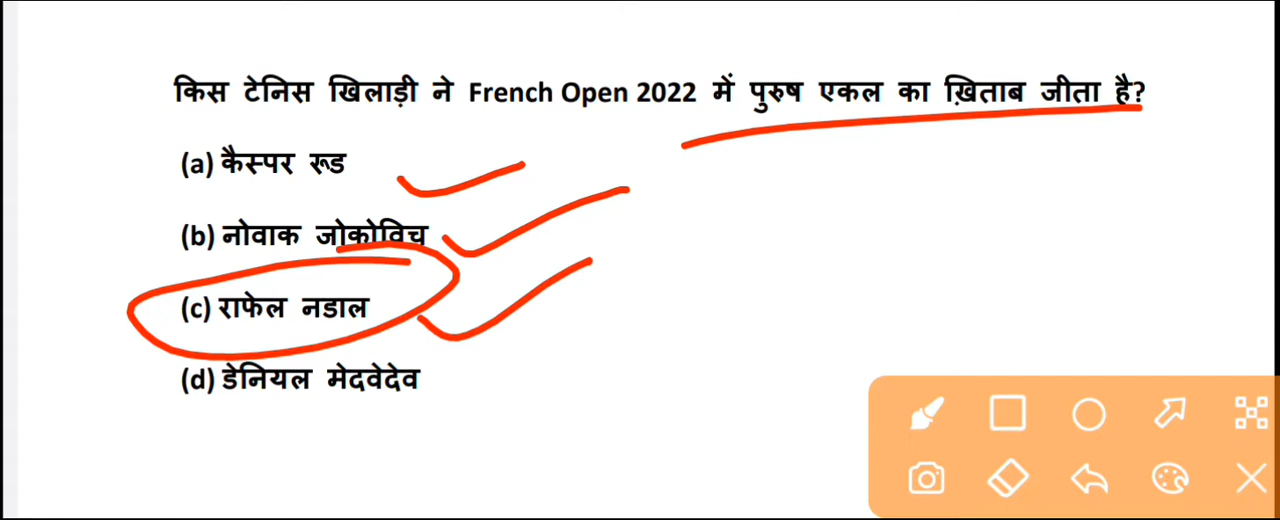 किस टेनिस खिलाड़ी ने French Open 2022 में पुरुष एकल का ख़िताब जीता है?
(a) कैस्पर रूड
(b) नोवाक जोकोविच
(c) राफेल नडाल
(d) डेनियल मेदवेदेव